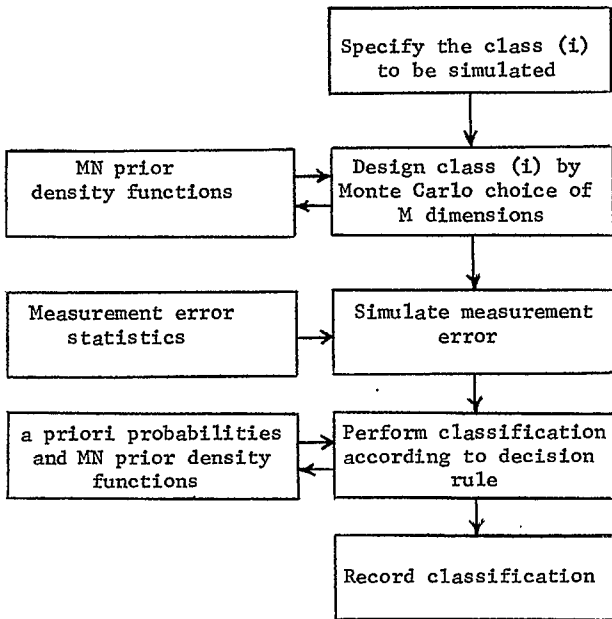 Specify the class (i)
to be simulated
MN prior
density functions
Design class (i) by
Monte Carlo choice of
M dimensions
Measurement error
statistics
Simulate measurement
error
a priori probabilities
and MN prior density
functions
Perform classification
according to decision
rule
Record classification